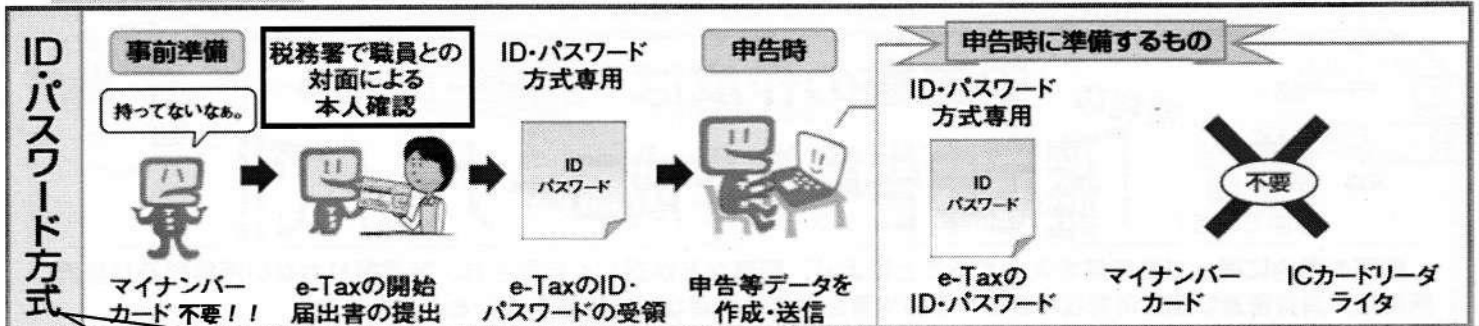 ID・パスワード方式
事前準備
持ってないなぁ。
マイナンバー
カード 不要!!
税務署で職員との
対面による
本人確認
e-Taxの開始
届出書の提出
ID・パスワード
方式専用
ID
パスワード
e-TaxのID・
パスワードの受領
申告時
申告等データを
作成・送信
申告時に準備するもの
ID・パスワード
方式専用
ID
パスワード
e-Taxの
ID・パスワード
不要
マイナンバー
カード
ICカードリーダ
ライタ